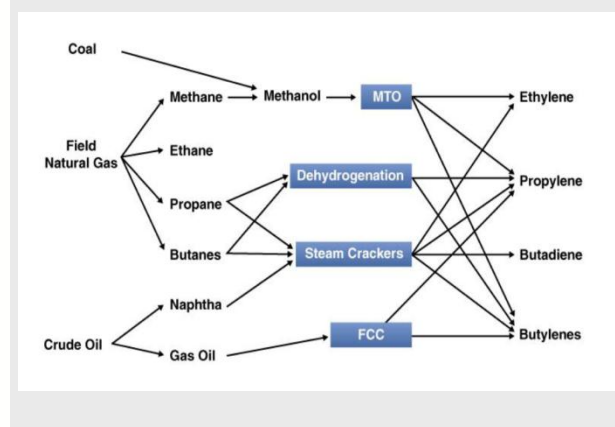 Coal
Methane
Methanol
MTO
Ethylene
Field
Natural Gas
Ethane
Dehydrogenation
Propylene
Propane
Butanes
Steam Crackers
Butadiene
Naphtha
Crude Oil
Gas Oil
FCC
Butylenes